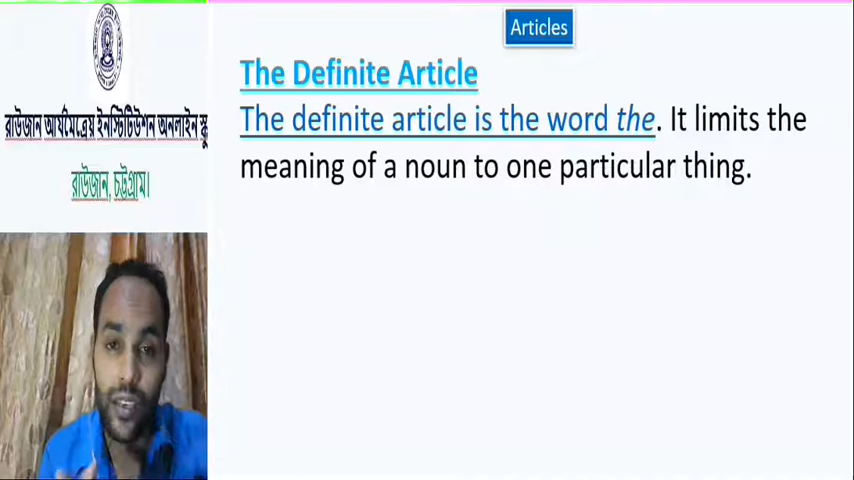 Articles
The Definite Article
The definite article is the word the. It limits the
meaning of a noun to one particular thing.
রাউজান আর্যমৈত্রেয় ইনস্টিটিউশন অনলাইন স্কু
রাউজান, চট্টগ্রাম।